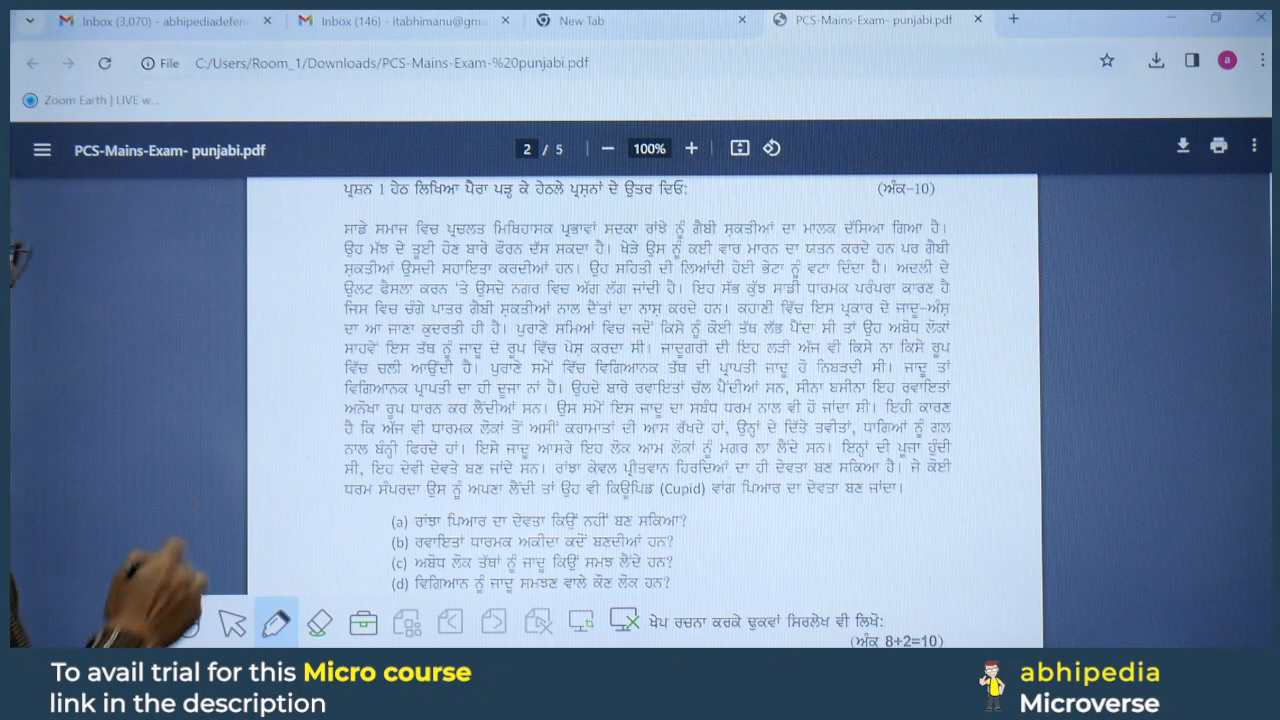 Inbox (3,070) - abhipediadefen
Inbox (146) - itabhimanu@gm
New Tab
PCS-Mains-Exam- punjabi.pdf
File C:/Users/Room_1/Downloads/PCS-Mains-Exam-%20punjabi.pdf
a
Zoom Earth | LIVE w...
PCS-Mains-Exam- punjabi.pdf
2 / 5
100%
ਪ੍ਰਸ਼ਨ 1 ਹੇਠ ਲਿਖਿਆ ਪੈਰਾ ਪੜ੍ਹ ਕੇ ਹੇਠਲੇ ਪ੍ਰਸ਼ਨਾਂ ਦੇ ਉਤਰ ਦਿਓ: (ਅੰਕ-10)
ਸਾਡੇ ਸਮਾਜ ਵਿਚ ਪ੍ਰਚਲਤ ਮਿਥਿਹਾਸਕ ਪ੍ਰਭਾਵਾਂ ਸਦਕਾ ਰਾਂਝੇ ਨੂੰ ਗੈਬੀ ਸ਼ਕਤੀਆਂ ਦਾ ਮਾਲਕ ਦੱਸਿਆ ਗਿਆ ਹੈ।
ਉਹ ਮੱਝ ਦੇ ਤੂਈ ਹੋਣ ਬਾਰੇ ਫੌਰਨ ਦੱਸ ਸਕਦਾ ਹੈ। ਖੇੜੇ ਉਸ ਨੂੰ ਕਈ ਵਾਰ ਮਾਰਨ ਦਾ ਯਤਨ ਕਰਦੇ ਹਨ ਪਰ ਗੈਬੀ
ਸ਼ਕਤੀਆਂ ਉਸਦੀ ਸਹਾਇਤਾ ਕਰਦੀਆਂ ਹਨ। ਉਹ ਸਹਿਤੀ ਦੀ ਲਿਆਂਦੀ ਹੋਈ ਭੇਟਾ ਨੂੰ ਵਟਾ ਦਿੰਦਾ ਹੈ। ਅਦਲੀ ਦੇ
ਉਲਟ ਫੈਸਲਾ ਕਰਨ 'ਤੇ ਉਸਦੇ ਨਗਰ ਵਿਚ ਅੱਗ ਲੱਗ ਜਾਂਦੀ ਹੈ। ਇਹ ਸੱਭ ਕੁੱਝ ਸਾਡੀ ਧਾਰਮਕ ਪਰੰਪਰਾ ਕਾਰਣ ਹੈ
ਜਿਸ ਵਿਚ ਚੰਗੇ ਪਾਤਰ ਗੈਬੀ ਸ਼ਕਤੀਆਂ ਨਾਲ ਦੈਂਤਾਂ ਦਾ ਨਾਸ਼ ਕਰਦੇ ਹਨ। ਕਹਾਣੀ ਵਿੱਚ ਇਸ ਪ੍ਰਕਾਰ ਦੇ ਜਾਦੂ-ਅੰਸ਼
ਦਾ ਆ ਜਾਣਾ ਕੁਦਰਤੀ ਹੀ ਹੈ। ਪੁਰਾਣੇ ਸਮਿਆਂ ਵਿਚ ਜਦੋਂ ਕਿਸੇ ਨੂੰ ਕੋਈ ਤੱਥ ਲੱਭ ਪੈਂਦਾ ਸੀ ਤਾਂ ਉਹ ਅਬੋਧ ਲੋਕਾਂ
ਸਾਹਵੇਂ ਇਸ ਤੱਥ ਨੂੰ ਜਾਦੂ ਦੇ ਰੂਪ ਵਿੱਚ ਪੇਸ਼ ਕਰਦਾ ਸੀ। ਜਾਦੂਗਰੀ ਦੀ ਇਹ ਲੜੀ ਅੱਜ ਵੀ ਕਿਸੇ ਨਾ ਕਿਸੇ ਰੂਪ
ਵਿੱਚ ਚਲੀ ਆਉਂਦੀ ਹੈ। ਪੁਰਾਣੇ ਸਮੇਂ ਵਿੱਚ ਵਿਗਿਆਨਕ ਤੱਥ ਦੀ ਪ੍ਰਾਪਤੀ ਜਾਦੂ ਹੋ ਨਿਬੜਦੀ ਸੀ। ਜਾਦੂ ਤਾਂ
ਵਿਗਿਆਨਕ ਪ੍ਰਾਪਤੀ ਦਾ ਹੀ ਦੂਜਾ ਨਾਂ ਹੈ। ਉਹਦੇ ਬਾਰੇ ਰਵਾਇਤਾਂ ਚੱਲ ਪੈਂਦੀਆਂ ਸਨ, ਸੀਨਾ ਬਸੀਨਾ ਇਹ ਰਵਾਇਤਾਂ
ਅਨੋਖਾ ਰੂਪ ਧਾਰਨ ਕਰ ਲੈਂਦੀਆਂ ਸਨ। ਉਸ ਸਮੇਂ ਇਸ ਜਾਦੂ ਦਾ ਸਬੰਧ ਧਰਮ ਨਾਲ ਵੀ ਹੋ ਜਾਂਦਾ ਸੀ। ਇਹੀ ਕਾਰਣ
ਹੈ ਕਿ ਅੱਜ ਵੀ ਧਾਰਮਕ ਲੋਕਾਂ ਤੋਂ ਅਸੀਂ ਕਰਾਮਾਤਾਂ ਦੀ ਆਸ ਰੱਖਦੇ ਹਾਂ, ਉਨ੍ਹਾਂ ਦੇ ਦਿੱਤੇ ਤਵੀਤਾਂ, ਧਾਗਿਆਂ ਨੂੰ ਗਲ
ਨਾਲ ਬੰਨ੍ਹੀ ਫਿਰਦੇ ਹਾਂ। ਇਸੇ ਜਾਦੂ ਆਸਰੇ ਇਹ ਲੋਕ ਆਮ ਲੋਕਾਂ ਨੂੰ ਮਗਰ ਲਾ ਲੈਂਦੇ ਸਨ। ਇਨ੍ਹਾਂ ਦੀ ਪੂਜਾ ਹੁੰਦੀ
ਸੀ, ਇਹ ਦੇਵੀ ਦੇਵਤੇ ਬਣ ਜਾਂਦੇ ਸਨ। ਰਾਂਝਾ ਕੇਵਲ ਪ੍ਰੀਤਵਾਨ ਹਿਰਦਿਆਂ ਦਾ ਹੀ ਦੇਵਤਾ ਬਣ ਸਕਿਆ ਹੈ। ਜੇ ਕੋਈ
ਧਰਮ ਸੰਪਰਦਾ ਉਸ ਨੂੰ ਅਪਣਾ ਲੈਂਦੀ ਤਾਂ ਉਹ ਵੀ ਕਿਊਪਿਡ (Cupid) ਵਾਂਗ ਪਿਆਰ ਦਾ ਦੇਵਤਾ ਬਣ ਜਾਂਦਾ।
(a) ਰਾਂਝਾ ਪਿਆਰ ਦਾ ਦੇਵਤਾ ਕਿਉਂ ਨਹੀਂ ਬਣ ਸਕਿਆ?
(b) ਰਵਾਇਤਾਂ ਧਾਰਮਕ ਅਕੀਦਾ ਕਦੋਂ ਬਣਦੀਆਂ ਹਨ?
(c) ਅਬੋਧ ਲੋਕ ਤੱਥਾਂ ਨੂੰ ਜਾਦੂ ਕਿਉਂ ਸਮਝ ਲੈਂਦੇ ਹਨ?
(d) ਵਿਗਿਆਨ ਨੂੰ ਜਾਦੂ ਸਮਝਣ ਵਾਲੇ ਕੌਣ ਲੋਕ ਹਨ?
ਖੇਪ ਰਚਨਾ ਕਰਕੇ ਢੁਕਵਾਂ ਸਿਰਲੇਖ ਵੀ ਲਿਖੋ:
(ਅੰਕ 8+2=10)
To avail trial for this Micro course
link in the description
abhipedia
Microverse